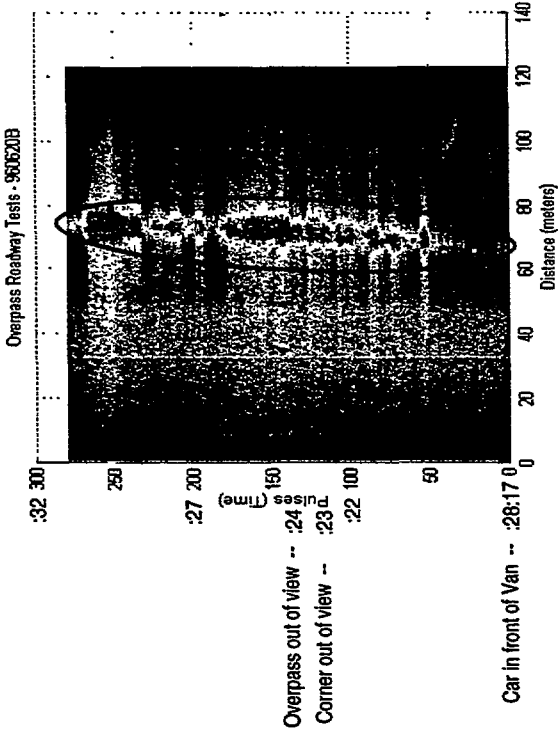 Overpass Roadway Tests - 960620B
:32 300
250
:27 200
Pulses (Time)
Overpass out of view -- :24 150
Corner out of view -- :23
:22 100
50
Car in front of Van -- :28:17 0
0 20 40 60 80 100 120 140
Distance (meters)